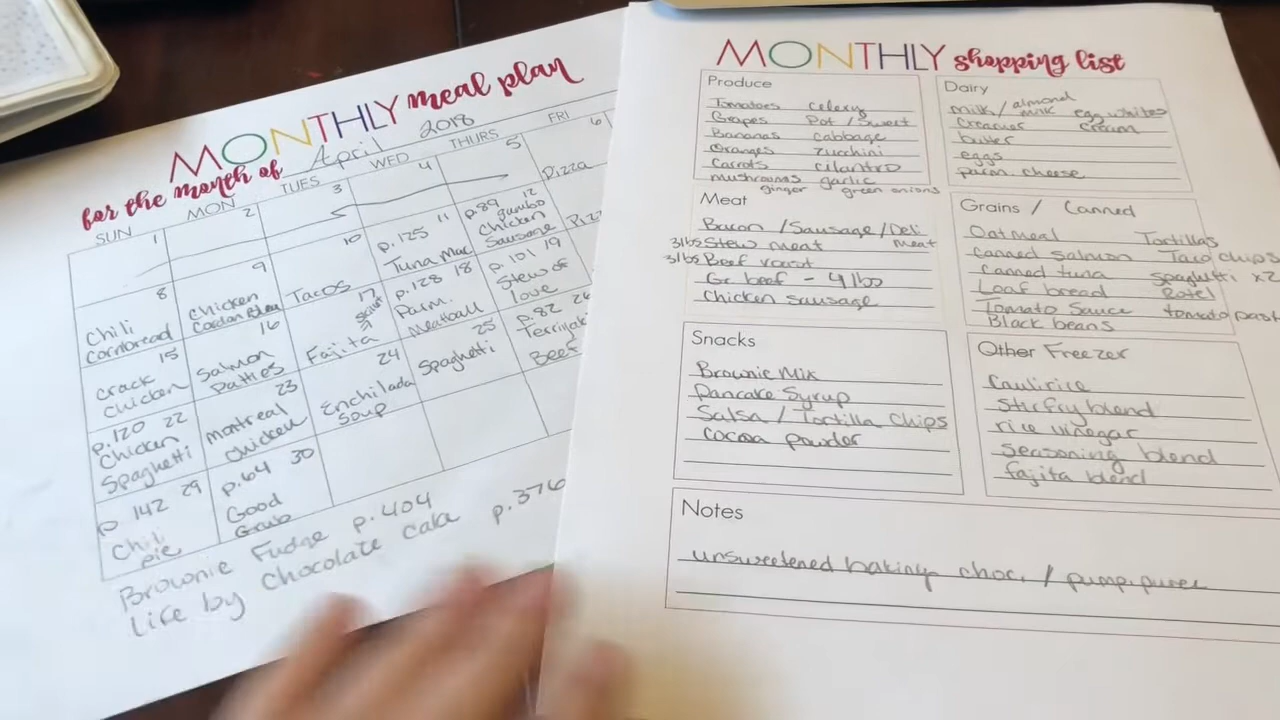 MONTHLY meal plan
for the month of April 2018
SUN MON TUES WED THURS FRI
1 2 3 4 5 6
Pizza
8 9 10 11 12
Chili Cornbread
Chicken Cordon Bleu
Tacos
p.125 Tuna Mac
p.89 gumbo Chicken Sausage
15 16 17 18 19
crack chicken
Salmon Patties
Fajita
p.128 Parm. Meatball
p.101 Stew of love
22 23 24 25 26
p.120 Chicken Spaghetti
montreal chicken
Enchilada Soup
Spaghetti
p.82 Terriyaki Beef
29 30
p 142 Chili pie
p.64 Good Grub
Brownie Fudge p.404
Life by Chocolate cake p.376
MONTHLY shopping list
Produce
Tomatoes celery
Grapes Pot/Sweet
Bananas cabbage
Oranges zucchini
Carrots cilantro
mushrooms garlic
ginger green onions
Dairy
milk/almond milk egg whites
Creamer cream
butter
eggs
parm. cheese
Meat
Bacon /Sausage/Deli meat
3lbs Stew meat
3lbs Beef roast
Gr beef - 4lbs
Chicken sausage
Grains / Canned
Oatmeal Tortillas
canned salmon Taco chips
canned tuna spaghetti x2
Loaf bread Rotel
Tomato Sauce tomato past
Black beans
Snacks
Brownie Mix
Pancake Syrup
Salsa / Tortilla Chips
cocoa powder
Other Freezer
Caulirice
Stir fry blend
rice vinegar
seasoning blend
fajita blend
Notes
unsweetened baking choc. / pump. puree